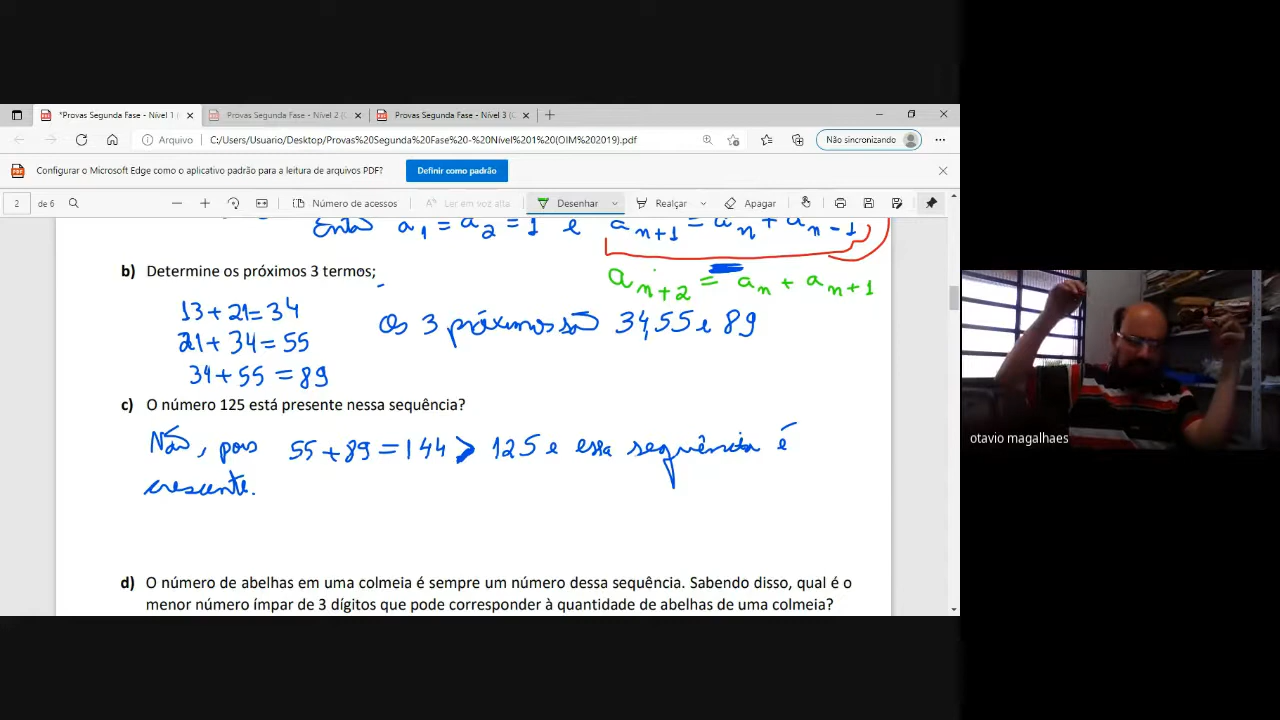 *Provas Segunda Fase - Nível 1
Provas Segunda Fase - Nível 2 (
Provas Segunda Fase - Nível 3 (
Arquivo
C:/Users/Usuario/Desktop/Provas%20Segunda%20Fase%20-%20Nível%201%20(OIM%202019).pdf
Não sincronizando
Configurar o Microsoft Edge como o aplicativo padrão para a leitura de arquivos PDF?
Definir como padrão
2
de 6
Número de acessos
Ler em voz alta
Desenhar
Realçar
Apagar
Então a1 = a2 = 1 e an+1 = an + an-1
b) Determine os próximos 3 termos;
an+2 = an + an+1
13 + 21 = 34
Os 3 próximos são 34, 55 e 89
21 + 34 = 55
34 + 55 = 89
c) O número 125 está presente nessa sequência?
Não, pois 55 + 89 = 144 > 125 e essa sequência é
crescente.
d) O número de abelhas em uma colmeia é sempre um número dessa sequência. Sabendo disso, qual é o
menor número ímpar de 3 dígitos que pode corresponder à quantidade de abelhas de uma colmeia?
otavio magalhaes